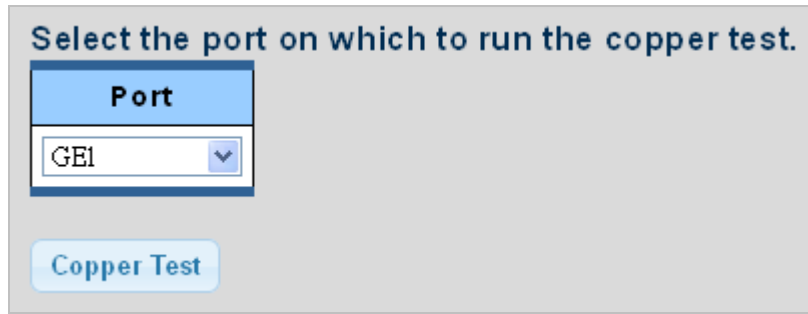 Select the port on which to run the copper test.
Port
GE1
Copper Test